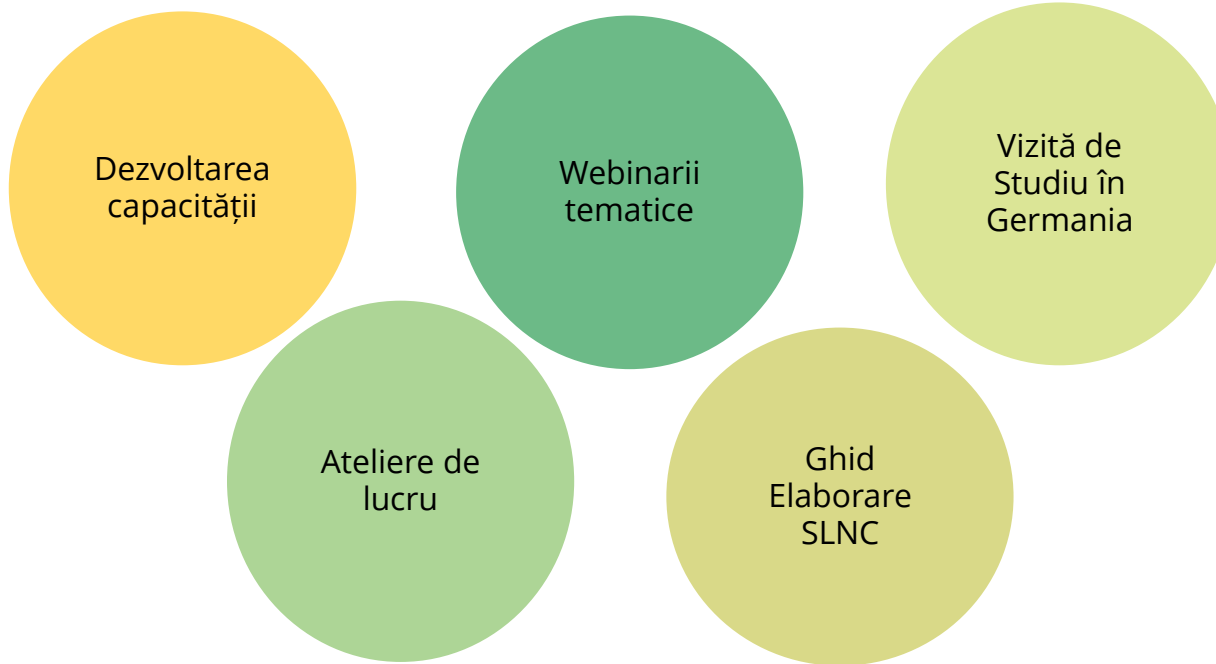 Dezvoltarea
capacității
Webinarii
tematice
Vizită de
Studiu în
Germania
Ateliere de
lucru
Ghid
Elaborare
SLNC